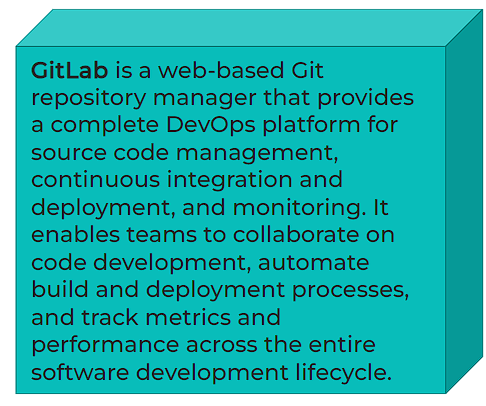 GitLab is a web-based Git
repository manager that provides
a complete DevOps platform for
source code management,
continuous integration and
deployment, and monitoring. It
enables teams to collaborate on
code development, automate
build and deployment processes,
and track metrics and
performance across the entire
software development lifecycle.